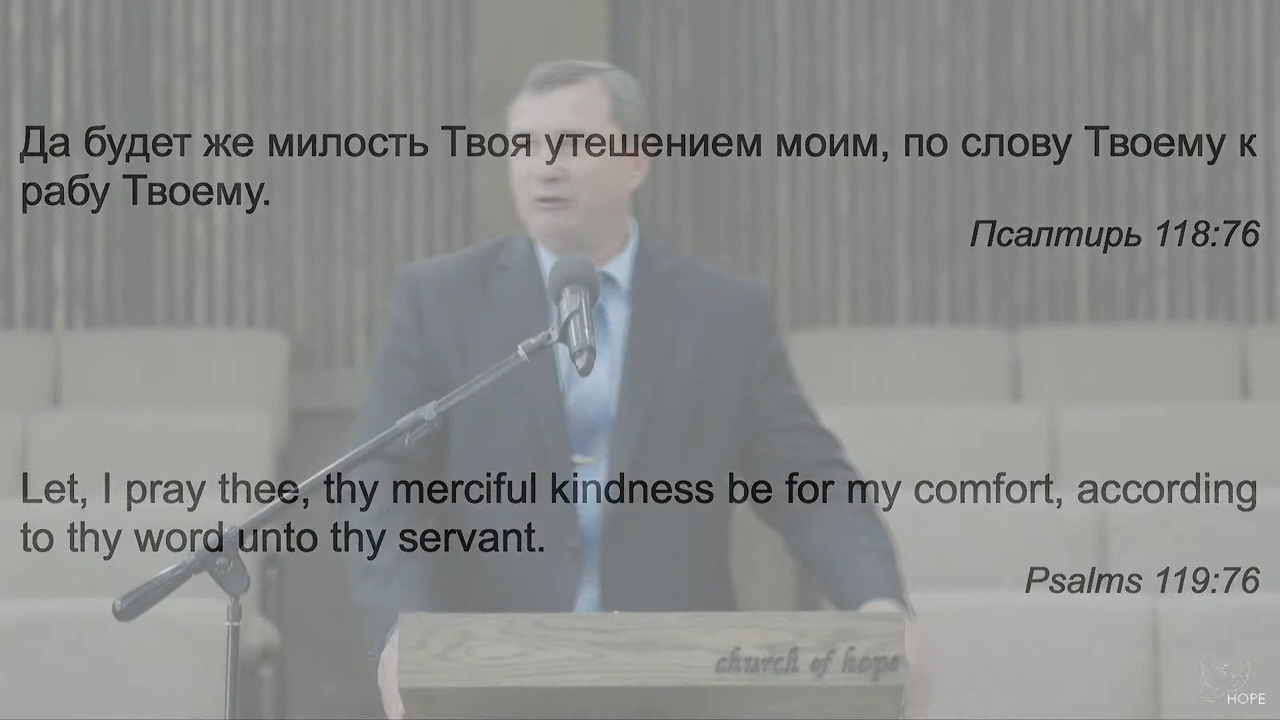 Да будет же милость Твоя утешением моим, по слову Твоему к
рабу Твоему.
Псалтирь 118:76
Let, I pray thee, thy merciful kindness be for my comfort, according
to thy word unto thy servant.
Psalms 119:76
church of hope
HOPE